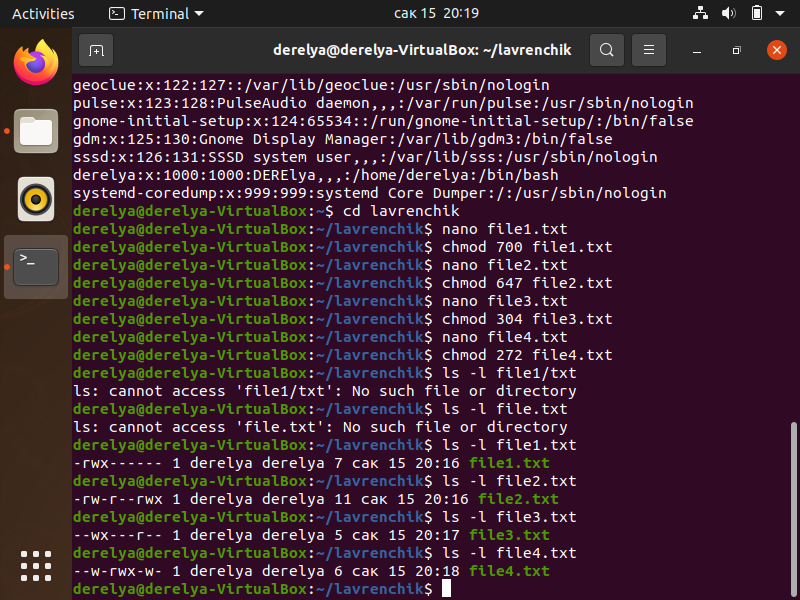 Activities Terminal сак 15 20:19
derelya@derelya-VirtualBox: ~/lavrenchik
geoclue:x:122:127::/var/lib/geoclue:/usr/sbin/nologin
pulse:x:123:128:PulseAudio daemon,,,:/var/run/pulse:/usr/sbin/nologin
gnome-initial-setup:x:124:65534::/run/gnome-initial-setup/:/bin/false
gdm:x:125:130:Gnome Display Manager:/var/lib/gdm3:/bin/false
sssd:x:126:131:SSSD system user,,,:/var/lib/sss:/usr/sbin/nologin
derelya:x:1000:1000:DERElya,,,:/home/derelya:/bin/bash
systemd-coredump:x:999:999:systemd Core Dumper:/:/usr/sbin/nologin
derelya@derelya-VirtualBox:~$ cd lavrenchik
derelya@derelya-VirtualBox:~/lavrenchik$ nano file1.txt
derelya@derelya-VirtualBox:~/lavrenchik$ chmod 700 file1.txt
derelya@derelya-VirtualBox:~/lavrenchik$ nano file2.txt
derelya@derelya-VirtualBox:~/lavrenchik$ chmod 647 file2.txt
derelya@derelya-VirtualBox:~/lavrenchik$ nano file3.txt
derelya@derelya-VirtualBox:~/lavrenchik$ chmod 304 file3.txt
derelya@derelya-VirtualBox:~/lavrenchik$ nano file4.txt
derelya@derelya-VirtualBox:~/lavrenchik$ chmod 272 file4.txt
derelya@derelya-VirtualBox:~/lavrenchik$ ls -l file1/txt
ls: cannot access 'file1/txt': No such file or directory
derelya@derelya-VirtualBox:~/lavrenchik$ ls -l file.txt
ls: cannot access 'file.txt': No such file or directory
derelya@derelya-VirtualBox:~/lavrenchik$ ls -l file1.txt
-rwx------ 1 derelya derelya 7 сак 15 20:16 file1.txt
derelya@derelya-VirtualBox:~/lavrenchik$ ls -l file2.txt
-rw-r--rwx 1 derelya derelya 11 сак 15 20:16 file2.txt
derelya@derelya-VirtualBox:~/lavrenchik$ ls -l file3.txt
--wx---r-- 1 derelya derelya 5 сак 15 20:17 file3.txt
derelya@derelya-VirtualBox:~/lavrenchik$ ls -l file4.txt
--w-rwx-w- 1 derelya derelya 6 сак 15 20:18 file4.txt
derelya@derelya-VirtualBox:~/lavrenchik$